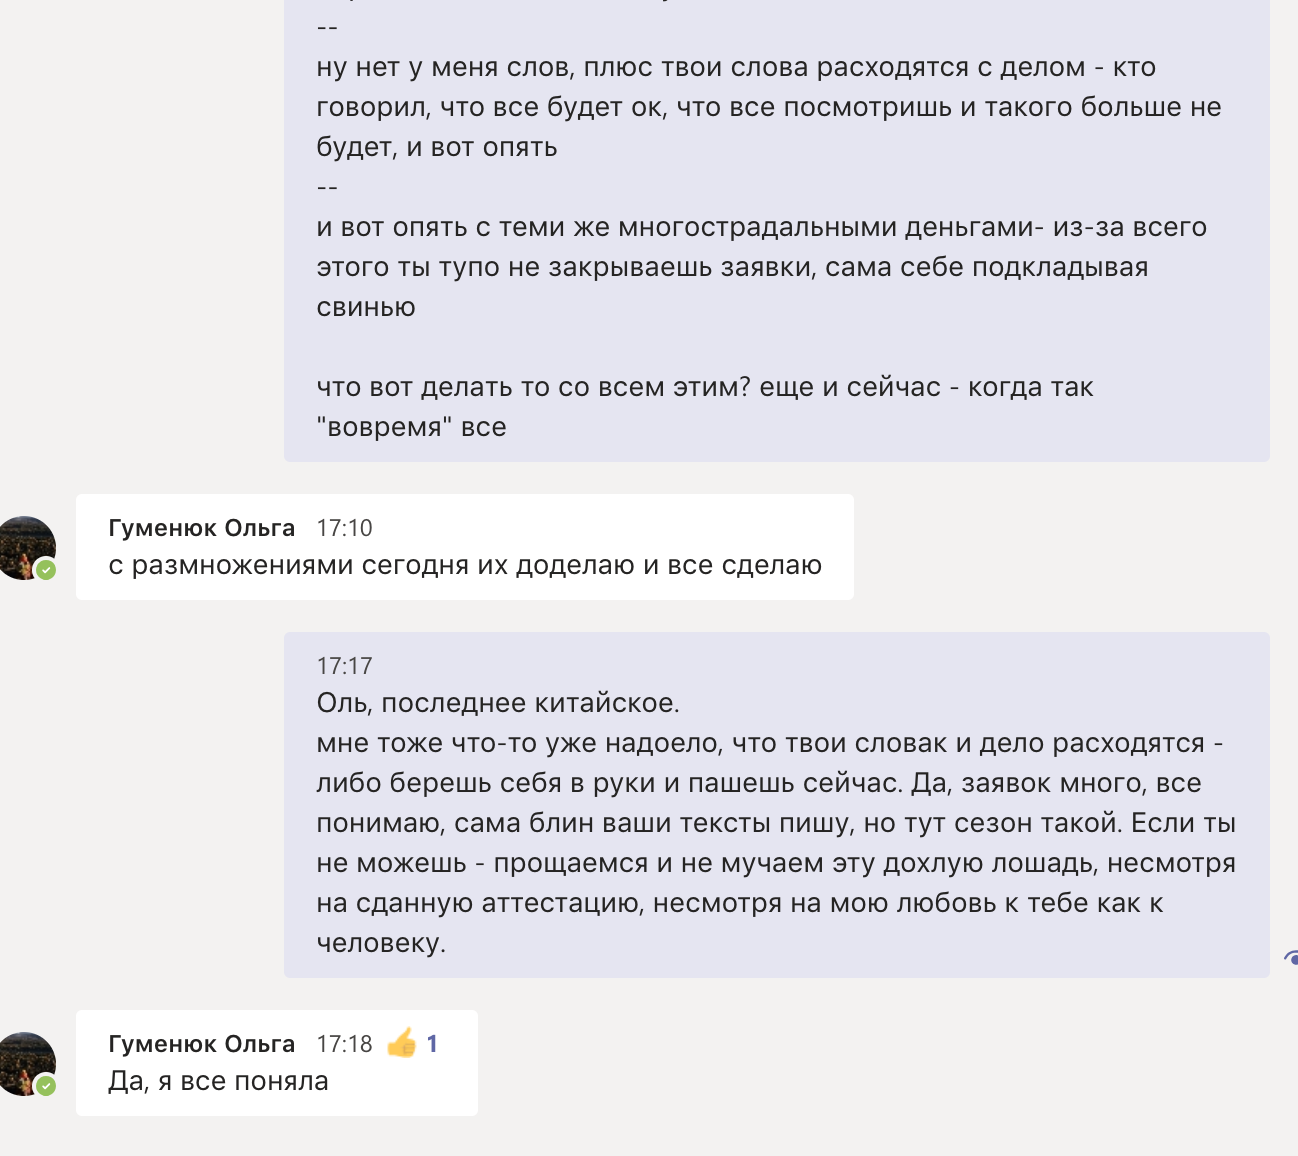 --
ну нет у меня слов, плюс твои слова расходятся с делом - кто
говорил, что все будет ок, что все посмотришь и такого больше не
будет, и вот опять
--
и вот опять с теми же многострадальными деньгами- из-за всего
этого ты тупо не закрываешь заявки, сама себе подкладывая
свинью
что вот делать то со всем этим? еще и сейчас - когда так
"вовремя" все
Гуменюк Ольга 17:10
с размножениями сегодня их доделаю и все сделаю
17:17
Оль, последнее китайское.
мне тоже что-то уже надоело, что твои словак и дело расходятся -
либо берешь себя в руки и пашешь сейчас. Да, заявок много, все
понимаю, сама блин ваши тексты пишу, но тут сезон такой. Если ты
не можешь - прощаемся и не мучаем эту дохлую лошадь, несмотря
на сданную аттестацию, несмотря на мою любовь к тебе как к
человеку.
Гуменюк Ольга 17:18 👍 1
Да, я все поняла